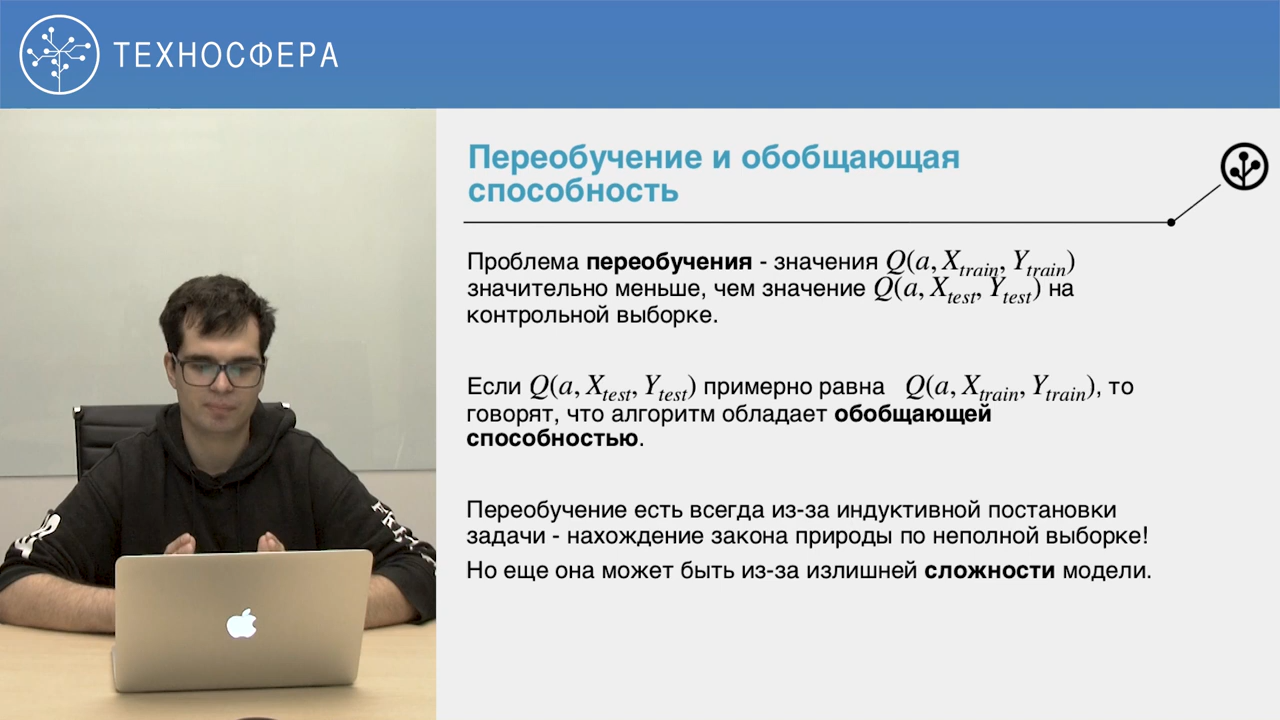 ТЕХНОСФЕРА
Переобучение и обобщающая
способность
Проблема переобучения - значения Q(a, X_train, Y_train)
значительно меньше, чем значение Q(a, X_test, Y_test) на
контрольной выборке.
Если Q(a, X_test, Y_test) примерно равна Q(a, X_train, Y_train), то
говорят, что алгоритм обладает обобщающей
способностью.
Переобучение есть всегда из-за индуктивной постановки
задачи - нахождение закона природы по неполной выборке!
Но еще она может быть из-за излишней сложности модели.